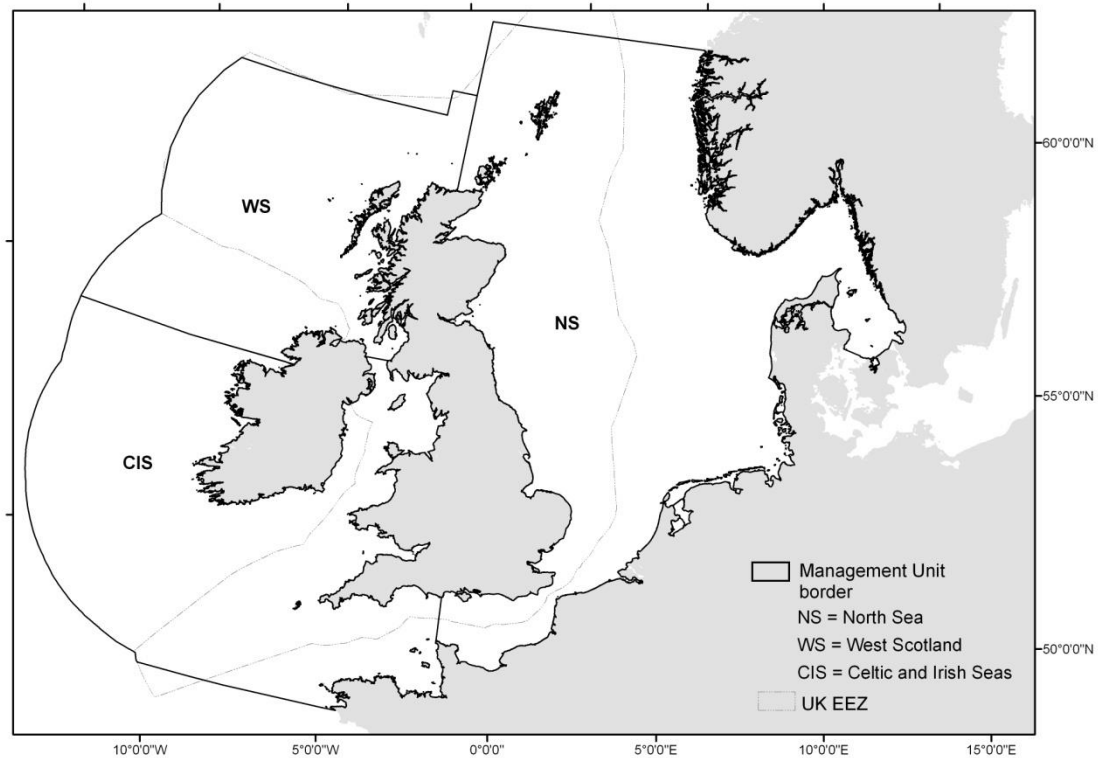 60°0'0"N
WS
NS
55°0'0"N
CIS
Management Unit
border
NS = North Sea
WS = West Scotland
50°0'0"N
CIS = Celtic and Irish Seas
UK EEZ
10°0'0"W
5°0'0"W
0°0'0"E
5°0'0"E
10°0'0"E
15°0'0"E